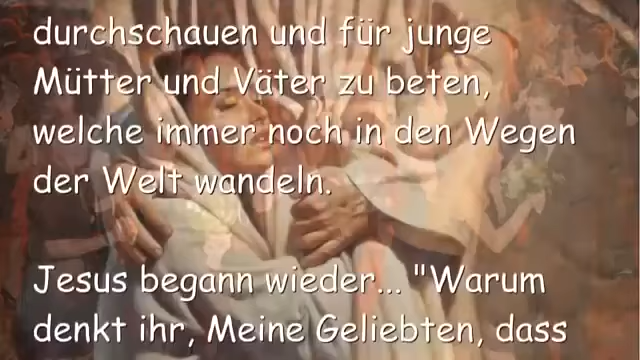 durchschauen und für junge
Mütter und Väter zu beten,
welche immer noch in den Wegen
der Welt wandeln.
Jesus begann wieder... "Warum
denkt ihr, Meine Geliebten, dass